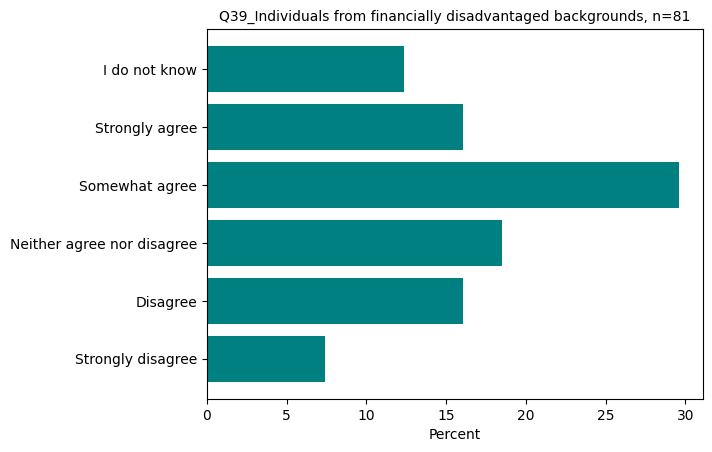 Q39_Individuals from financially disadvantaged backgrounds, n=81
I do not know
Strongly agree
Somewhat agree
Neither agree nor disagree
Disagree
Strongly disagree
0 5 10 15 20 25 30
Percent